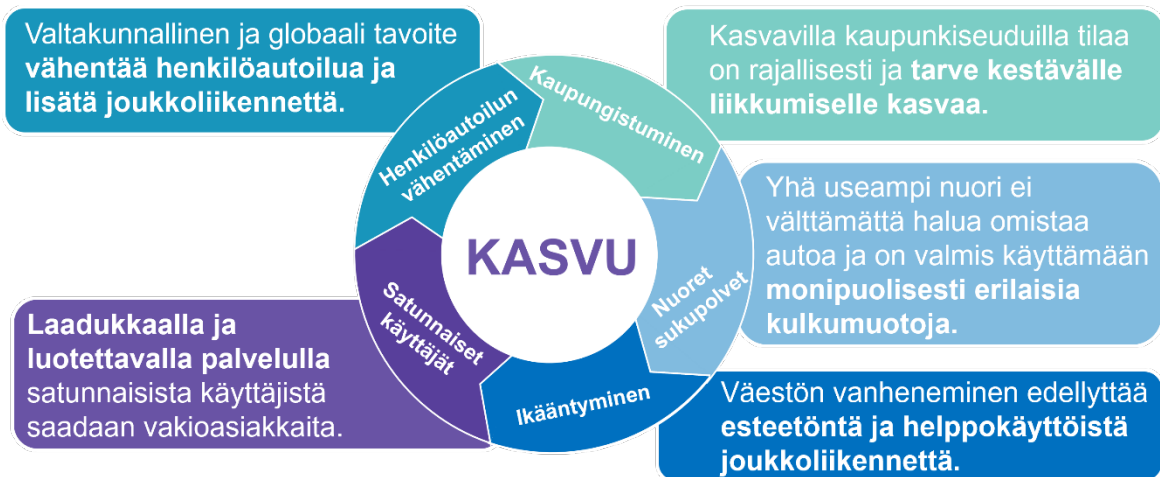 Valtakunnallinen ja globaali tavoite
vähentää henkilöautoilua ja
lisätä joukkoliikennettä.
Kasvavilla kaupunkiseuduilla tilaa
on rajallisesti ja tarve kestävälle
liikkumiselle kasvaa.
Henkilöautoilun
vähentäminen
Kaupungistuminen
Yhä useampi nuori ei
välttämättä halua omistaa
autoa ja on valmis käyttämään
monipuolisesti erilaisia
kulkumuotoja.
KASVU
Nuoret
sukupolvet
Satunnaiset
käyttäjät
Ikääntyminen
Laadukkaalla ja
luotettavalla palvelulla
satunnaisista käyttäjistä
saadaan vakioasiakkaita.
Väestön vanheneminen edellyttää
esteetöntä ja helppokäyttöistä
joukkoliikennettä.